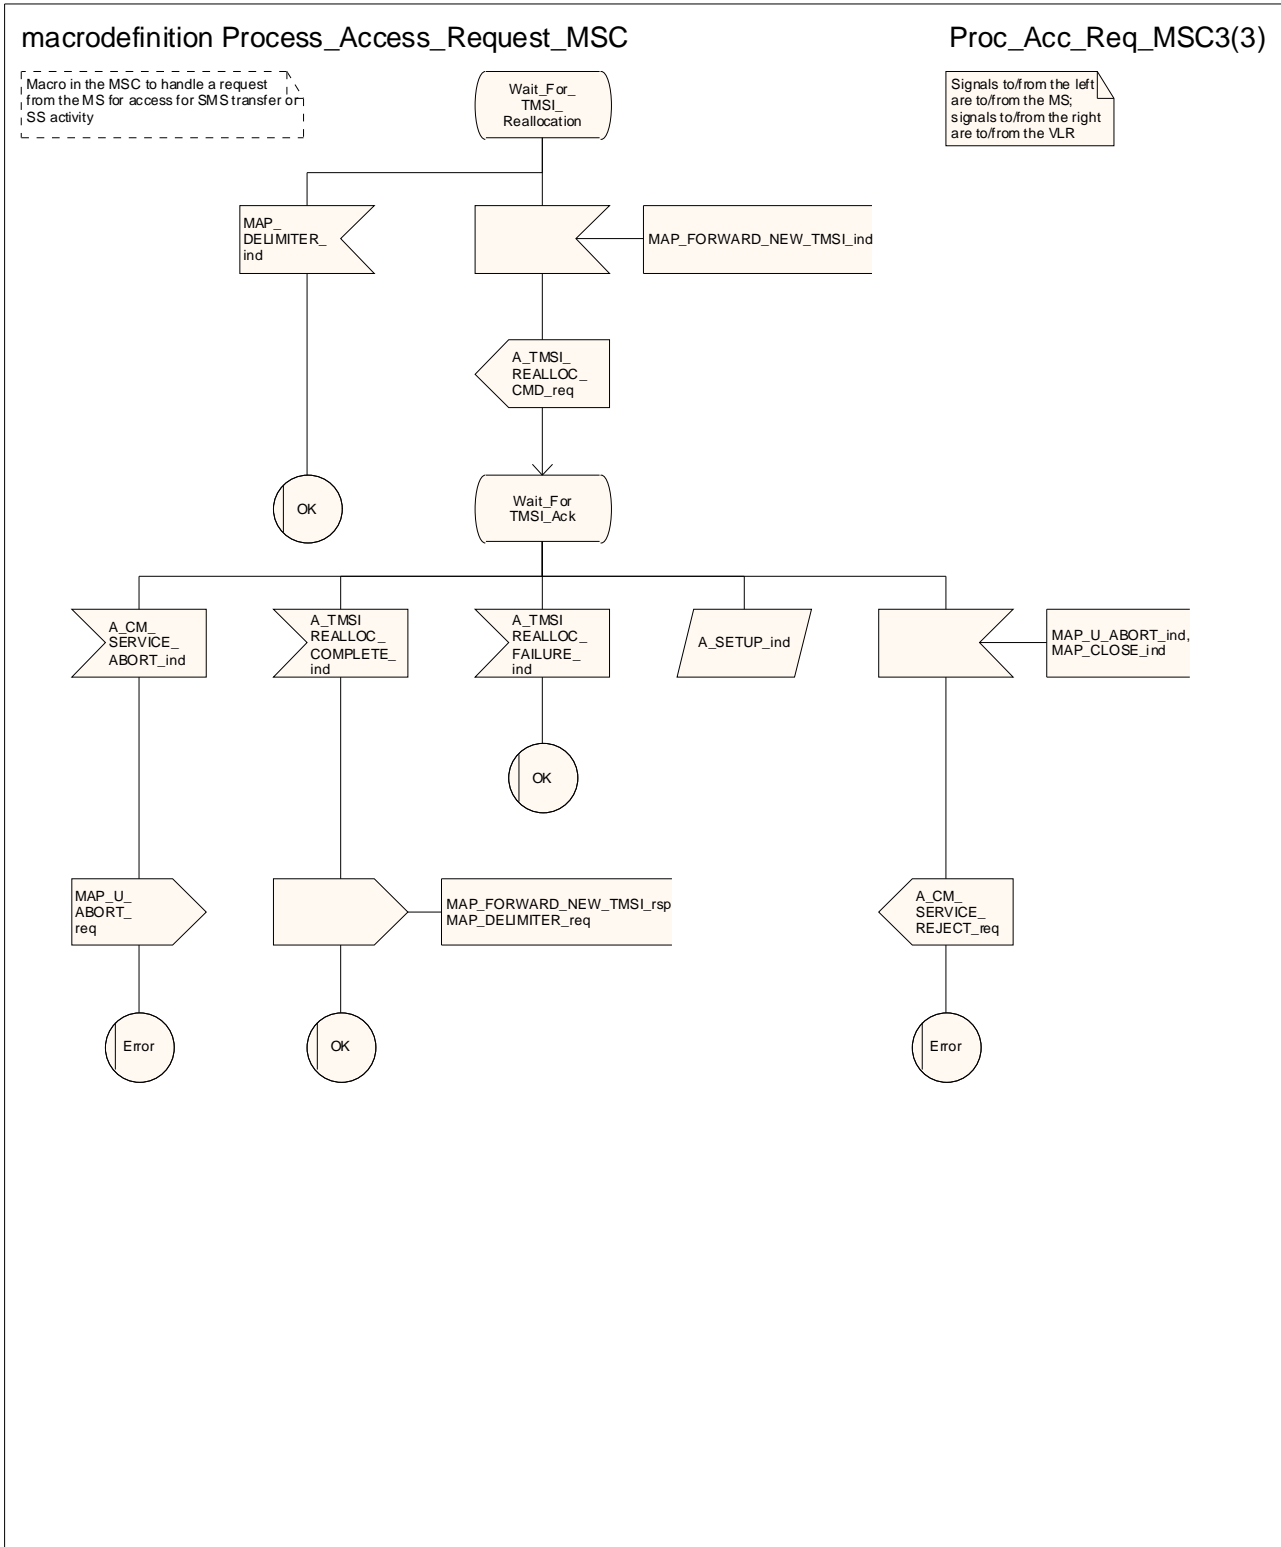 macrodefinition Process_Access_Request_MSC
Proc_Acc_Req_MSC3(3)
Macro in the MSC to handle a request
from the MS for access for SMS transfer or
SS activity
Wait_For_
TMSI_
Reallocation
Signals to/from the left
are to/from the MS;
signals to/from the right
are to/from the VLR
MAP_
DELIMITER_
ind
MAP_FORWARD_NEW_TMSI_ind
A_TMSI_
REALLOC_
CMD_req
OK
Wait_For
TMSI_Ack
A_CM_
SERVICE_
ABORT_ind
A_TMSI
REALLOC_
COMPLETE_
ind
A_TMSI
REALLOC_
FAILURE_
ind
A_SETUP_ind
MAP_U_ABORT_ind,
MAP_CLOSE_ind
OK
MAP_U_
ABORT_
req
MAP_FORWARD_NEW_TMSI_rsp
MAP_DELIMITER_req
A_CM_
SERVICE_
REJECT_req
Error
OK
Error